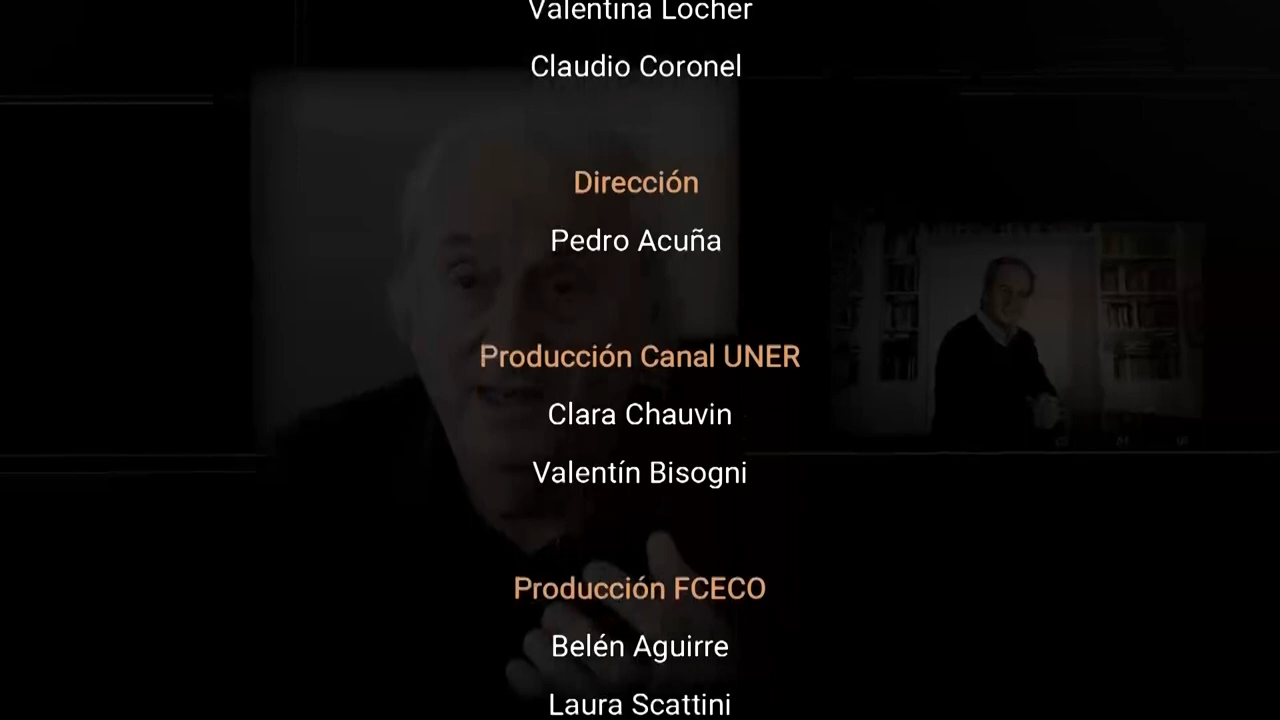 Valentina Locher
Claudio Coronel
Dirección
Pedro Acuña
Producción Canal UNER
Clara Chauvin
Valentín Bisogni
Producción FCECO
Belén Aguirre
Laura Scattini